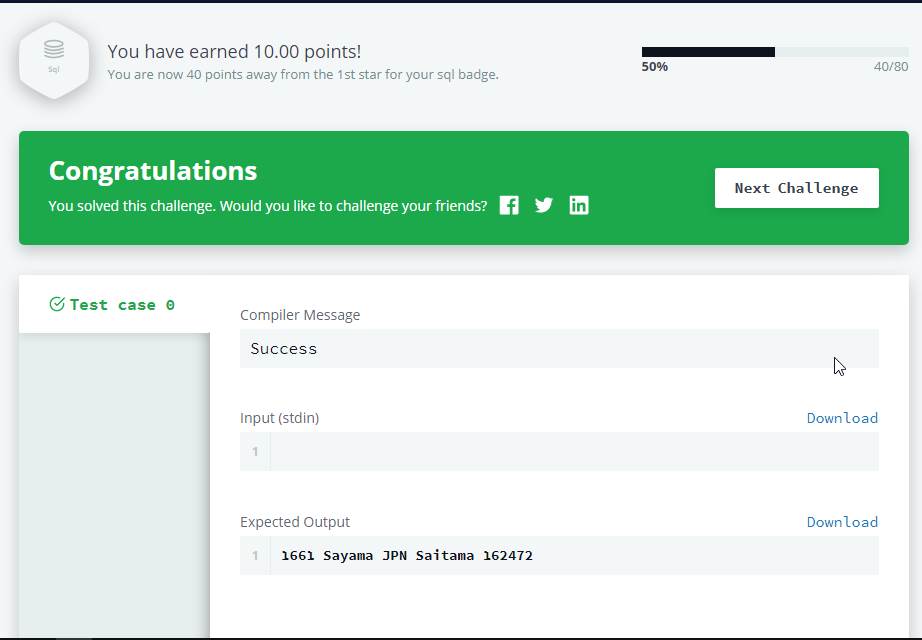 Sql
You have earned 10.00 points!
You are now 40 points away from the 1st star for your sql badge.
50%
40/80
Congratulations
You solved this challenge. Would you like to challenge your friends?
Next Challenge
Test case 0
Compiler Message
Success
Input (stdin)
Download
1
Expected Output
Download
1
1661 Sayama JPN Saitama 162472